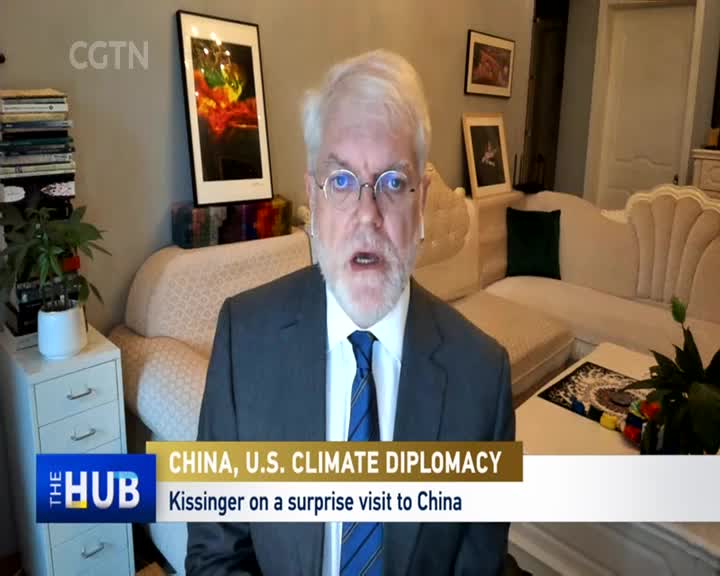 CGTN
CHINA, U.S. CLIMATE DIPLOMACY
THE HUB
Kissinger on a surprise visit to China